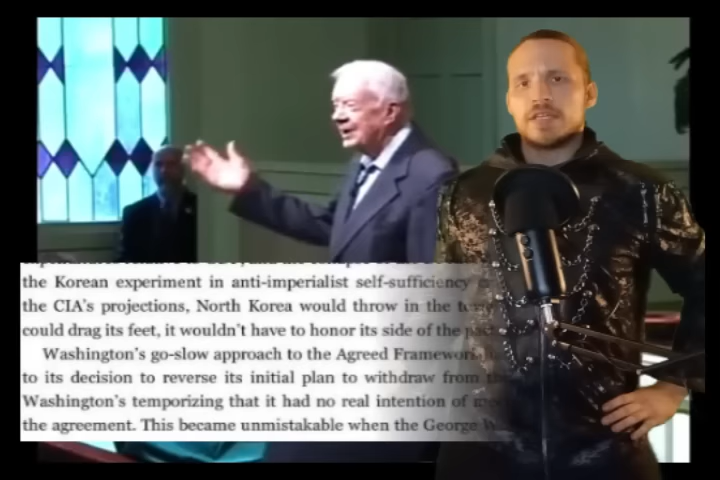 the Korean experiment in anti-imperialist self-sufficiency
the CIA's projections, North Korea would throw in the
could drag its feet, it wouldn't have to honor its side of the
Washington's go-slow approach to the Agreed Framework
to its decision to reverse its initial plan to withdraw from
Washington's temporizing that it had no real intention of
the agreement. This became unmistakable when the George